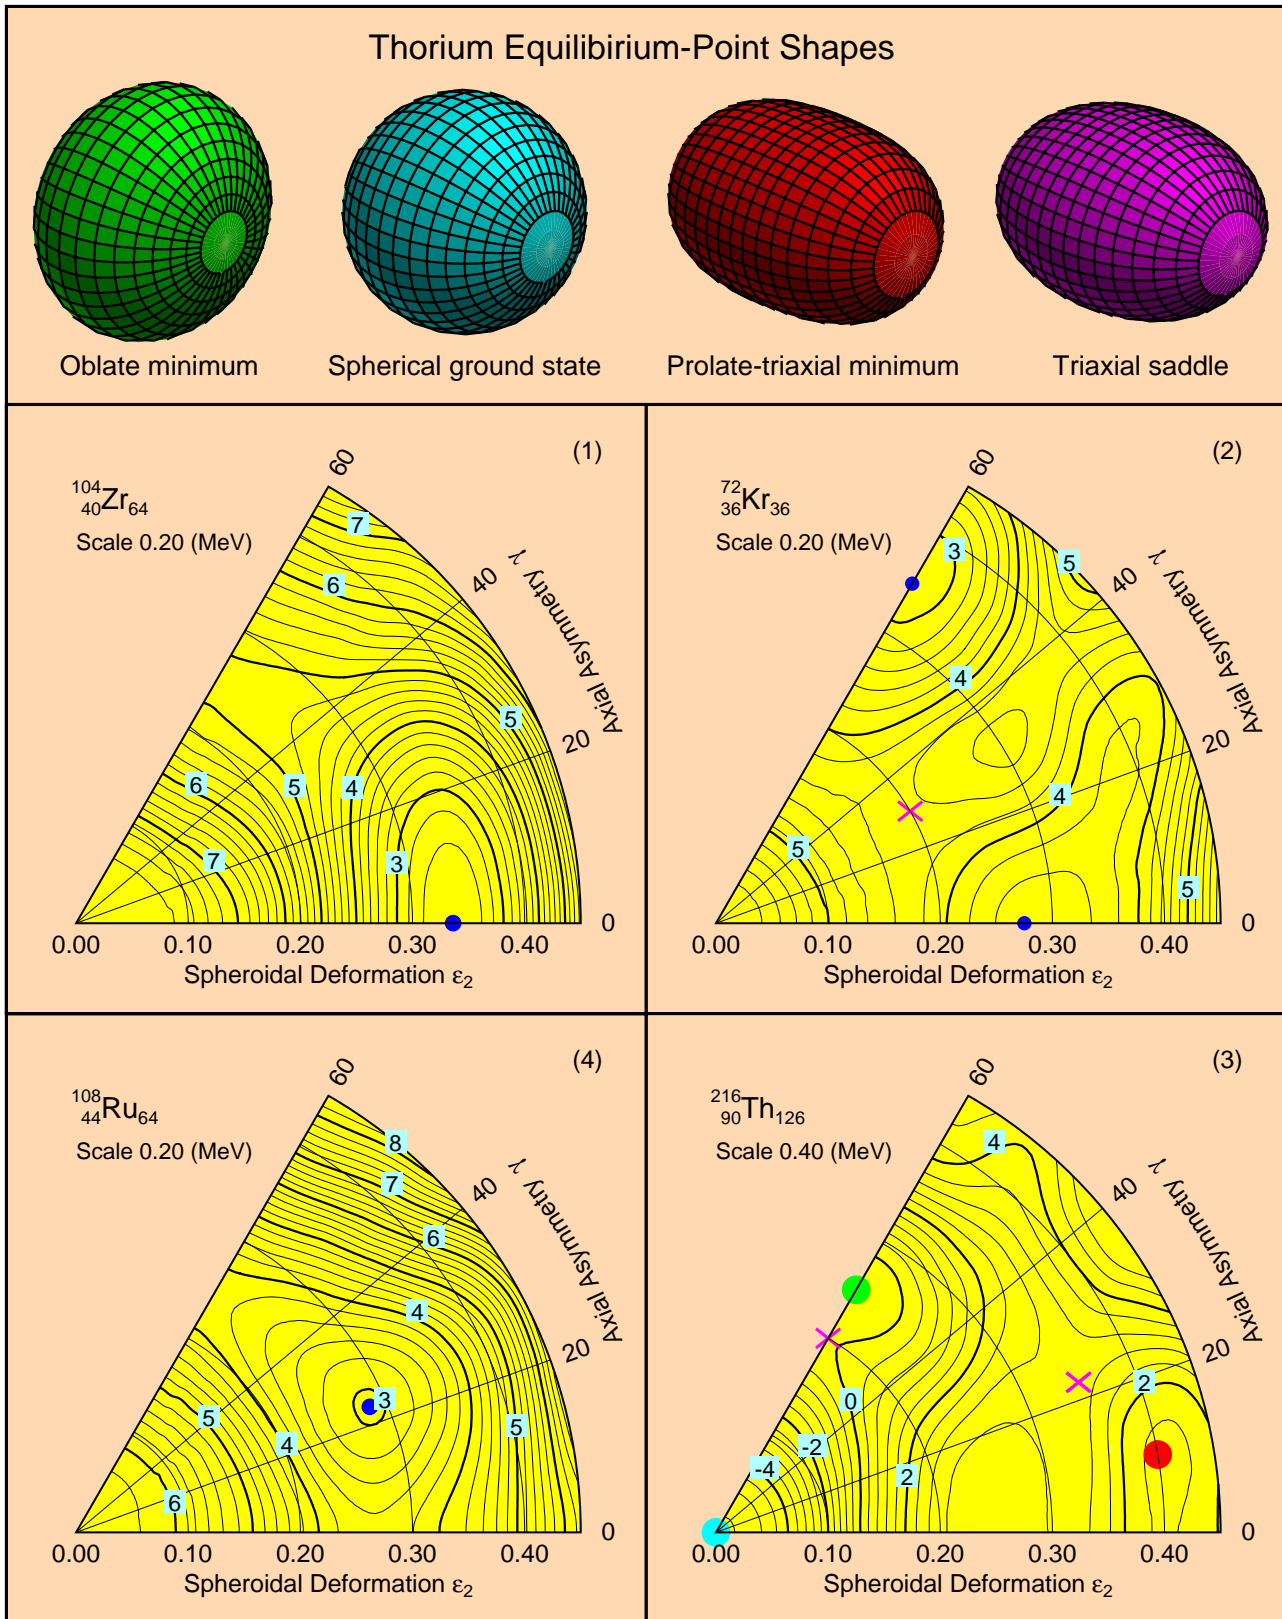 Thorium Equilibirium-Point Shapes
Oblate minimum
Spherical ground state
Prolate-triaxial minimum
Triaxial saddle
(1)
104
40Zr64
Scale 0.20 (MeV)
60
40
20
0
Axial Asymmetry γ
7
6
5
6
5
4
7
3
0.00 0.10 0.20 0.30 0.40
Spheroidal Deformation ε2
(2)
72
36Kr36
Scale 0.20 (MeV)
60
40
20
0
Axial Asymmetry γ
3
5
4
4
5
5
0.00 0.10 0.20 0.30 0.40
Spheroidal Deformation ε2
(4)
108
44Ru64
Scale 0.20 (MeV)
60
40
20
0
Axial Asymmetry γ
8
7
6
4
3
5
5
4
6
0.00 0.10 0.20 0.30 0.40
Spheroidal Deformation ε2
(3)
216
90Th126
Scale 0.40 (MeV)
60
40
20
0
Axial Asymmetry γ
4
2
0
-2
-4
2
0.00 0.10 0.20 0.30 0.40
Spheroidal Deformation ε2